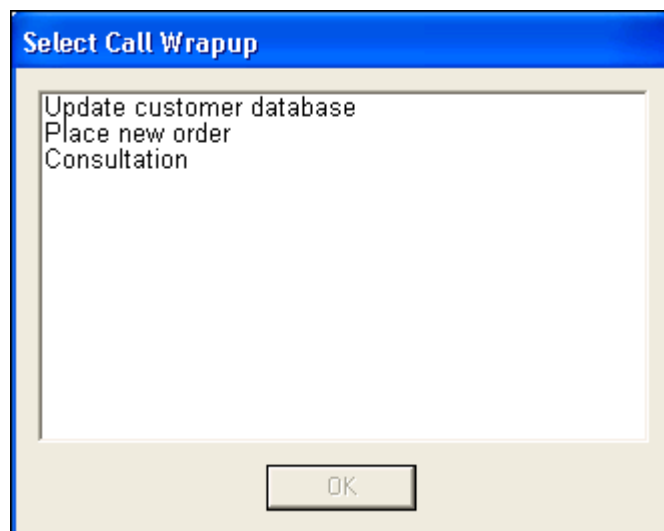 Select Call Wrapup
Update customer database
Place new order
Consultation
OK